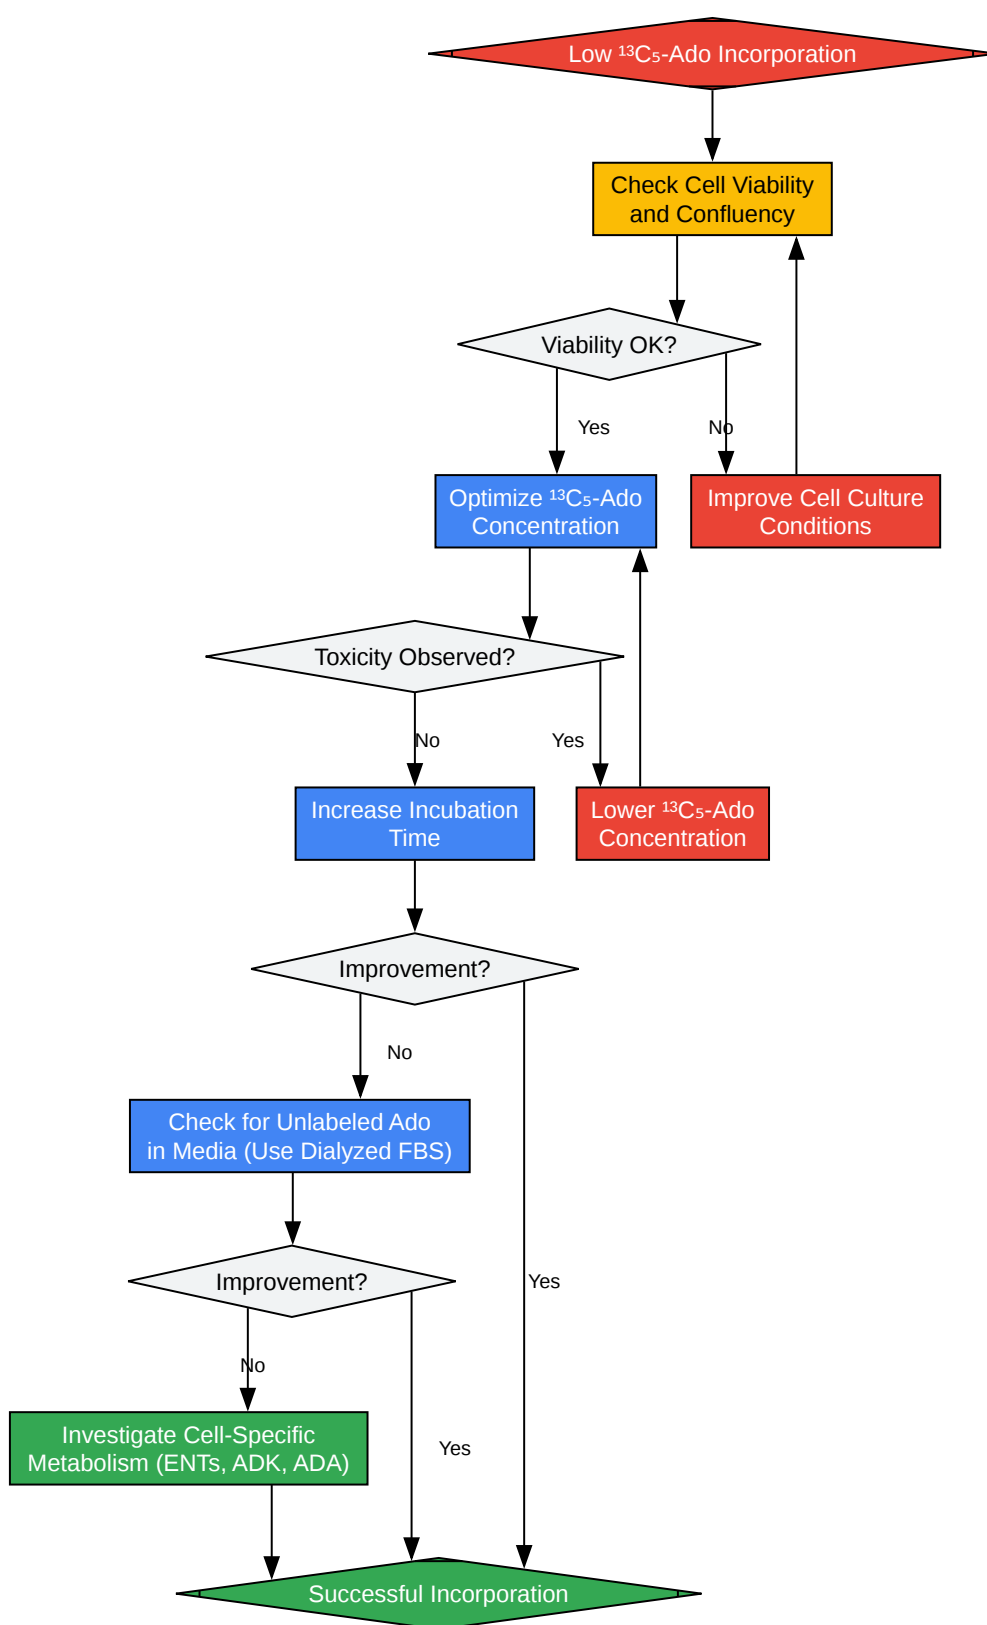 Low ¹³C₅-Ado Incorporation
Check Cell Viability
and Confluency
Viability OK?
Yes
No
Optimize ¹³C₅-Ado
Concentration
Improve Cell Culture
Conditions
Toxicity Observed?
No
Yes
Increase Incubation
Time
Lower ¹³C₅-Ado
Concentration
Improvement?
No
Check for Unlabeled Ado
in Media (Use Dialyzed FBS)
Improvement?
Yes
No
Investigate Cell-Specific
Metabolism (ENTs, ADK, ADA)
Yes
Successful Incorporation